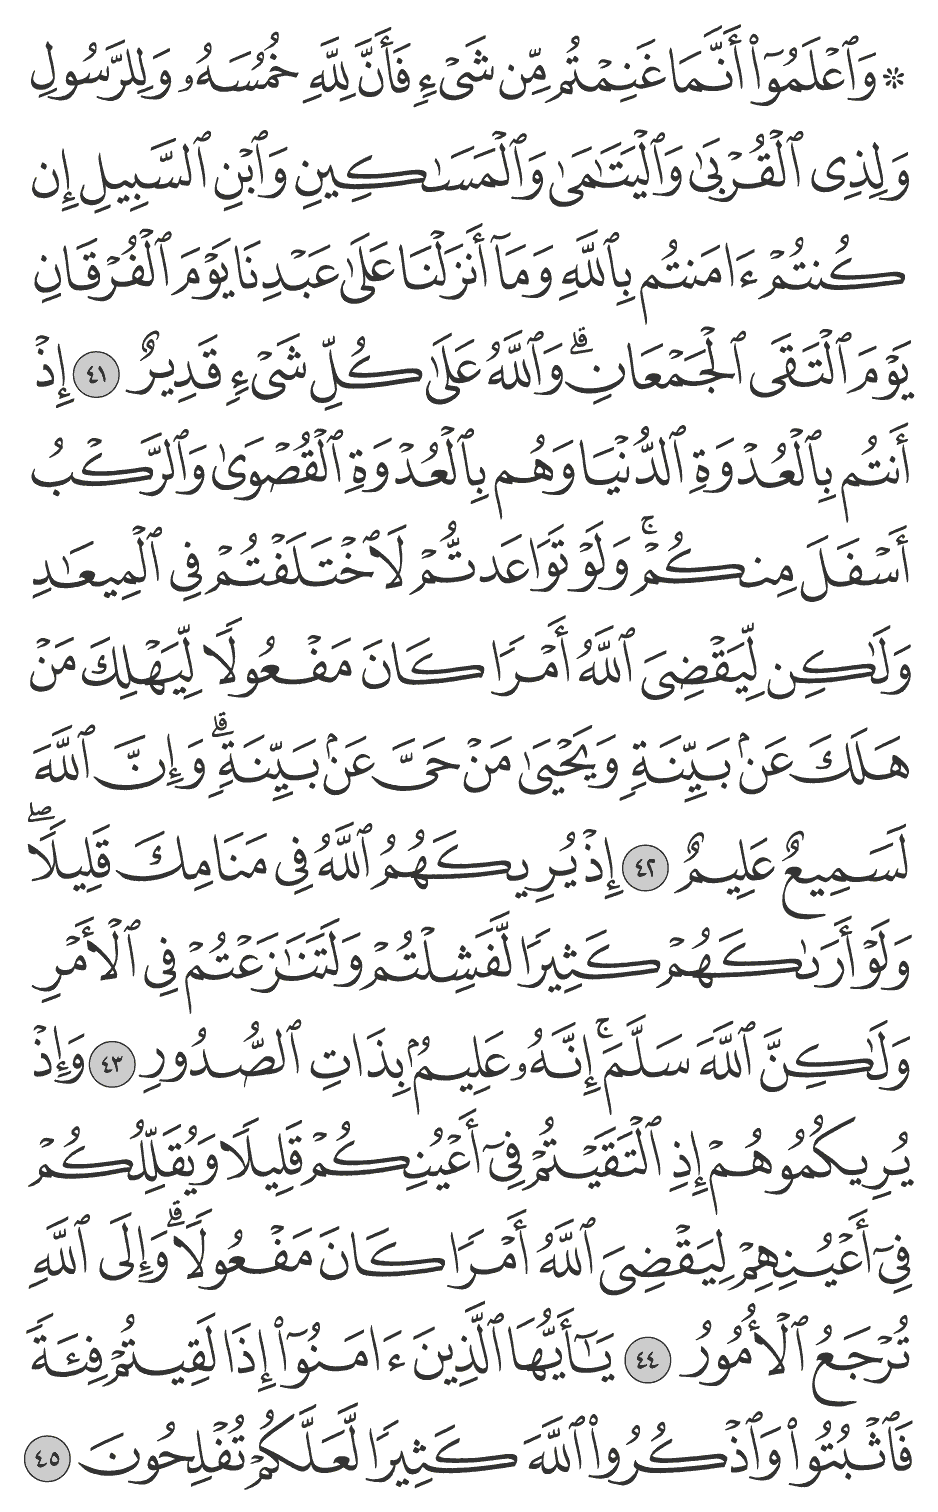 ۞ وَٱعۡلَمُوٓاْ أَنَّمَا غَنِمۡتُم مِّن شَيۡءٖ فَأَنَّ لِلَّهِ خُمُسَهُۥ وَلِلرَّسُولِ
وَلِذِي ٱلۡقُرۡبَىٰ وَٱلۡيَتَٰمَىٰ وَٱلۡمَسَٰكِينِ وَٱبۡنِ ٱلسَّبِيلِ إِن
كُنتُمۡ ءَامَنتُم بِٱللَّهِ وَمَآ أَنزَلۡنَا عَلَىٰ عَبۡدِنَا يَوۡمَ ٱلۡفُرۡقَانِ
يَوۡمَ ٱلۡتَقَى ٱلۡجَمۡعَانِۗ وَٱللَّهُ عَلَىٰ كُلِّ شَيۡءٖ قَدِيرٌ ٤١ إِذۡ
أَنتُم بِٱلۡعُدۡوَةِ ٱلدُّنۡيَا وَهُم بِٱلۡعُدۡوَةِ ٱلۡقُصۡوَىٰ وَٱلرَّكۡبُ
أَسۡفَلَ مِنكُمۡۚ وَلَوۡ تَوَاعَدتُّمۡ لَٱخۡتَلَفۡتُمۡ فِي ٱلۡمِيعَٰدِ
وَلَٰكِن لِّيَقۡضِيَ ٱللَّهُ أَمۡرٗا كَانَ مَفۡعُولٗا لِّيَهۡلِكَ مَنۡ
هَلَكَ عَنۢ بَيِّنَةٖ وَيَحۡيَىٰ مَنۡ حَيَّ عَنۢ بَيِّنَةٖۗ وَإِنَّ ٱللَّهَ
لَسَمِيعٌ عَلِيمٌ ٤٢ إِذۡ يُرِيكَهُمُ ٱللَّهُ فِي مَنَامِكَ قَلِيلٗاۖ
وَلَوۡ أَرَىٰكَهُمۡ كَثِيرٗا لَّفَشِلۡتُمۡ وَلَتَنَٰزَعۡتُمۡ فِي ٱلۡأَمۡرِ
وَلَٰكِنَّ ٱللَّهَ سَلَّمَۚ إِنَّهُۥ عَلِيمُۢ بِذَاتِ ٱلصُّدُورِ ٤٣ وَإِذۡ
يُرِيكُمُوهُمۡ إِذِ ٱلۡتَقَيۡتُمۡ فِيٓ أَعۡيُنِكُمۡ قَلِيلٗا وَيُقَلِّلُكُمۡ
فِيٓ أَعۡيُنِهِمۡ لِيَقۡضِيَ ٱللَّهُ أَمۡرٗا كَانَ مَفۡعُولٗاۗ وَإِلَى ٱللَّهِ
تُرۡجَعُ ٱلۡأُمُورُ ٤٤ يَٰٓأَيُّهَا ٱلَّذِينَ ءَامَنُوٓاْ إِذَا لَقِيتُمۡ فِئَةٗ
فَٱثۡبُتُواْ وَٱذۡكُرُواْ ٱللَّهَ كَثِيرٗا لَّعَلَّكُمۡ تُفۡلِحُونَ ٤٥